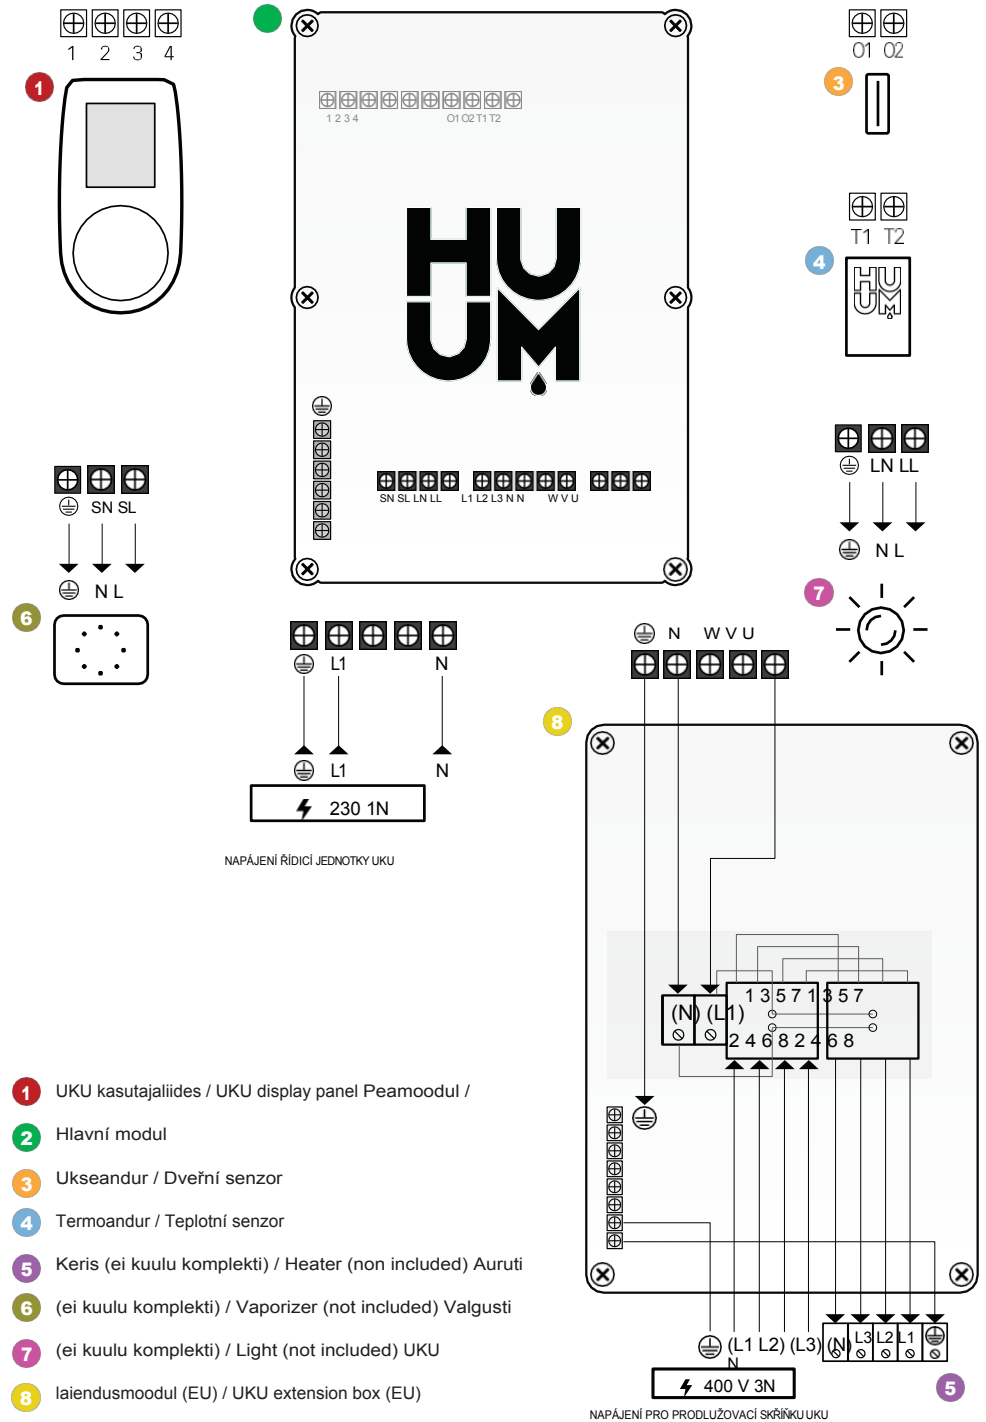 1 2 3 4
1
1 2 3 4 O1 O2 T1 T2
HUUM
SN SL LN LL L1 L2 L3 N N W V U
O1 O2
3
T1 T2
4
HUUM
SN SL
N L
6
LN LL
N L
7
L1 N
L1 N
230 1N
NAPÁJENÍ ŘÍDICÍ JEDNOTKY UKU
N W V U
8
1 3 5 7 1 3 5 7
(N) (L1)
2 4 6 8 2 4 6 8
(L1 L2) (L3) (N) L3 L2 L1
N
400 V 3N
5
NAPÁJENÍ PRO PRODLUŽOVACÍ SKŘÍŇKU UKU
1 UKU kasutajaliides / UKU display panel Peamoodul /
2 Hlavní modul
3 Ukseandur / Dveřní senzor
4 Termoandur / Teplotní senzor
5 Keris (ei kuulu komplekti) / Heater (non included) Auruti
6 (ei kuulu komplekti) / Vaporizer (not included) Valgusti
7 (ei kuulu komplekti) / Light (not included) UKU
8 laiendusmoodul (EU) / UKU extension box (EU)